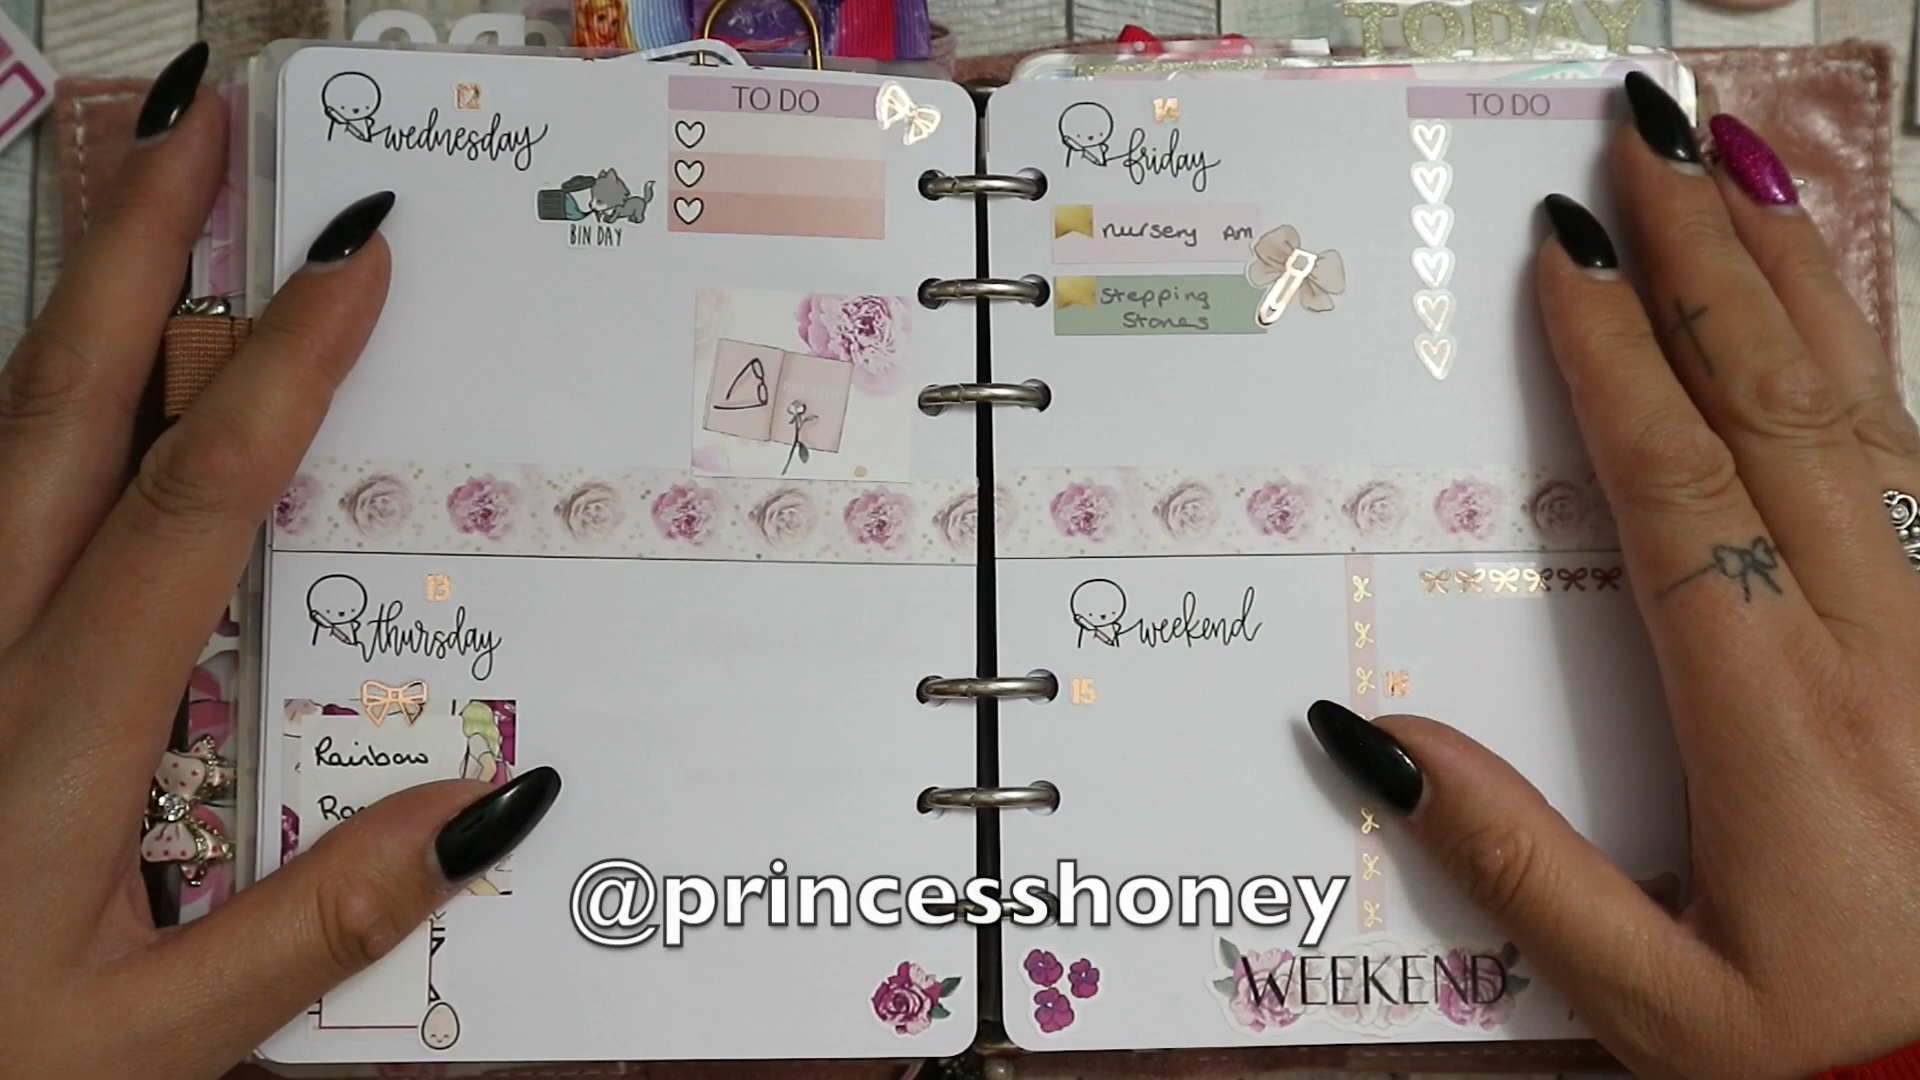 TODAY
12
wednesday
TO DO
BIN DAY
13
thursday
Rainbow
14
friday
TO DO
nursery AM
Stepping
Stones
weekend
15
16
WEEKEND
@princesshoney